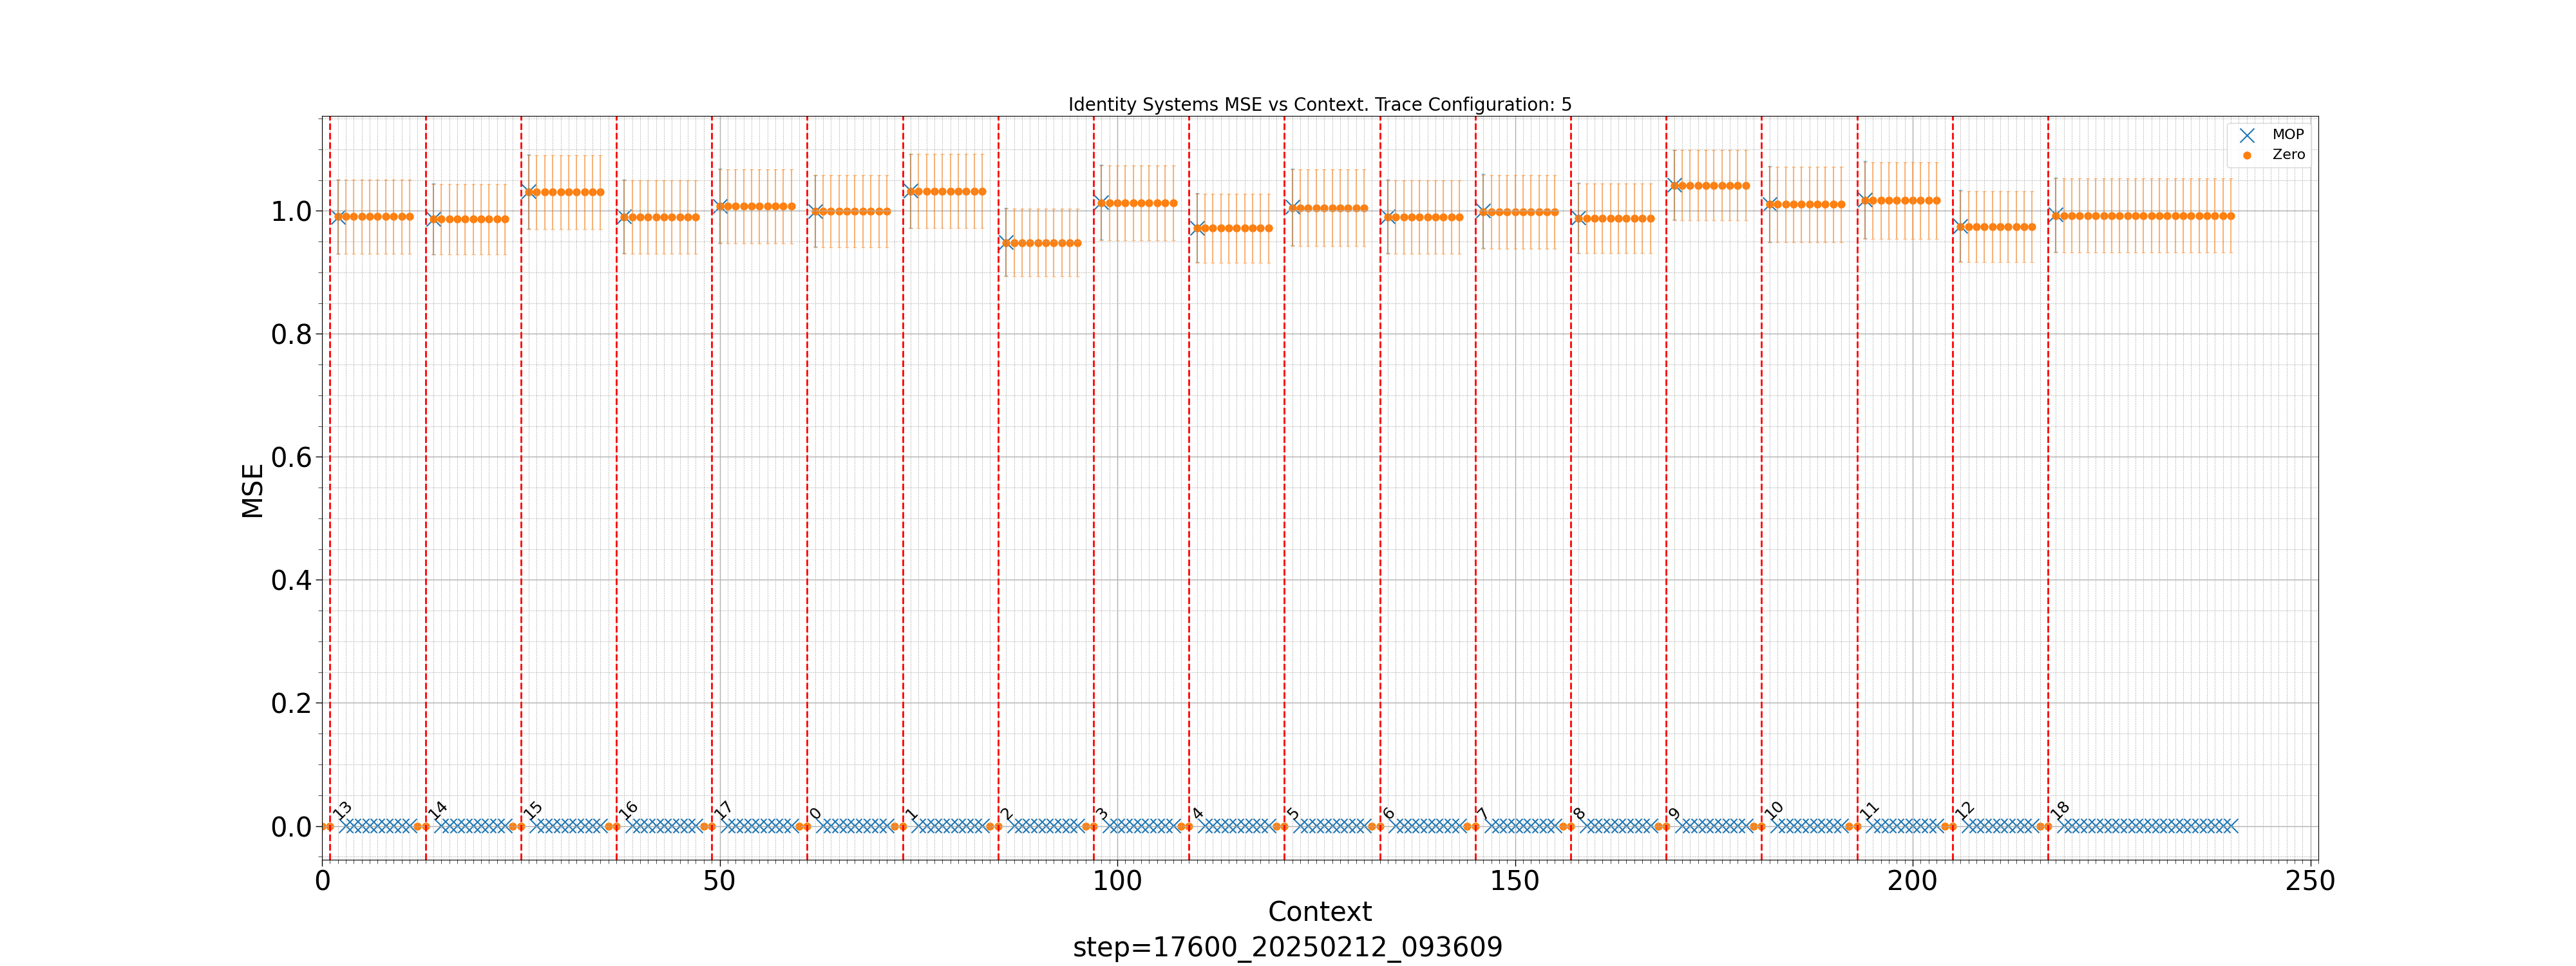 Identity Systems MSE vs Context. Trace Configuration: 5
MOP
Zero
1.0
0.8
0.6
0.4
0.2
0.0
MSE
13 14 15 16 17 0 1 2 3 4 5 6 7 8 9 10 11 12 18
0 50 100 150 200 250
Context
step=17600_20250212_093609